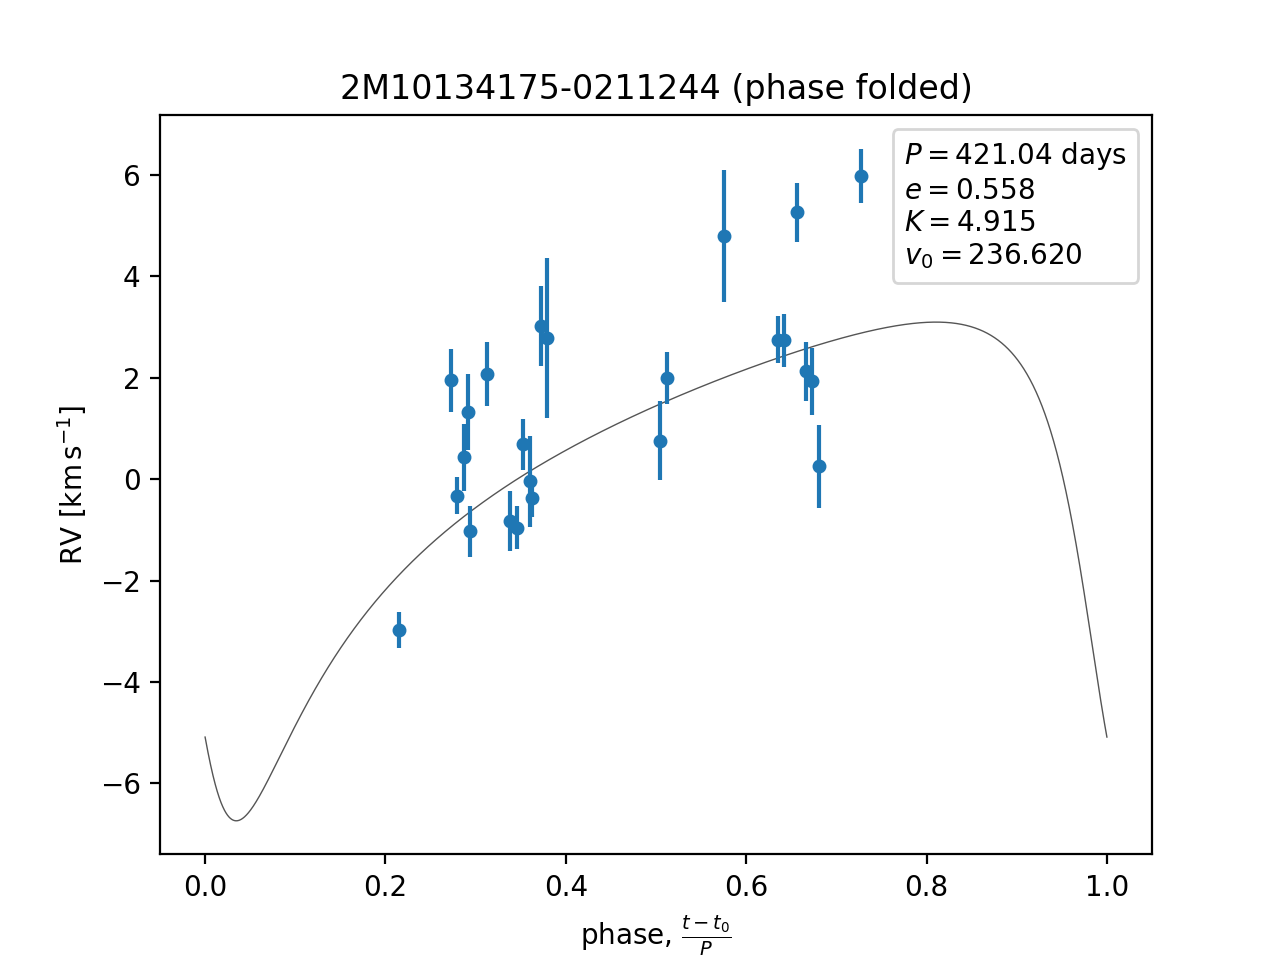 2M10134175-0211244 (phase folded)
P = 421.04 days
e = 0.558
K = 4.915
v₀ = 236.620
RV [km s⁻¹]
6
4
2
0
−2
−4
−6
0.0 0.2 0.4 0.6 0.8 1.0
phase, (t − t₀)/P